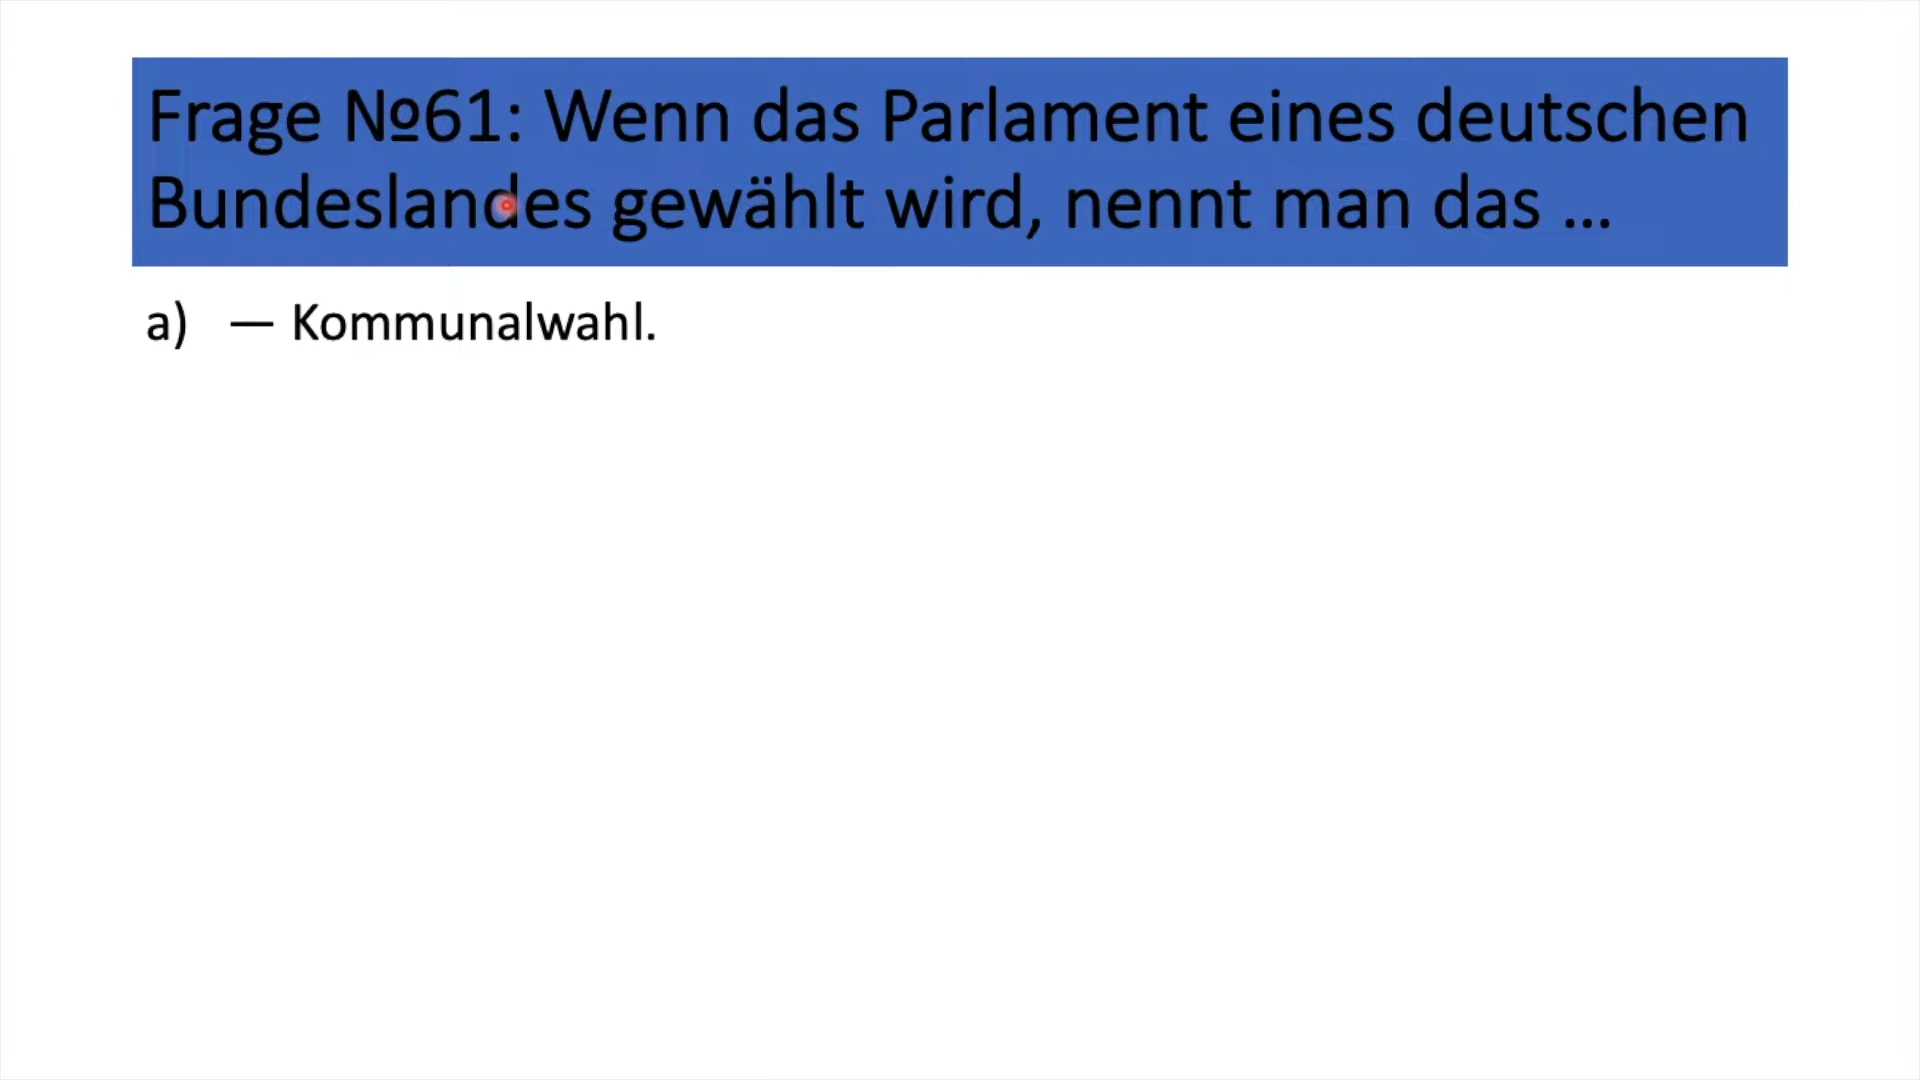 Frage №61: Wenn das Parlament eines deutschen
Bundeslandes gewählt wird, nennt man das ...
a) — Kommunalwahl.